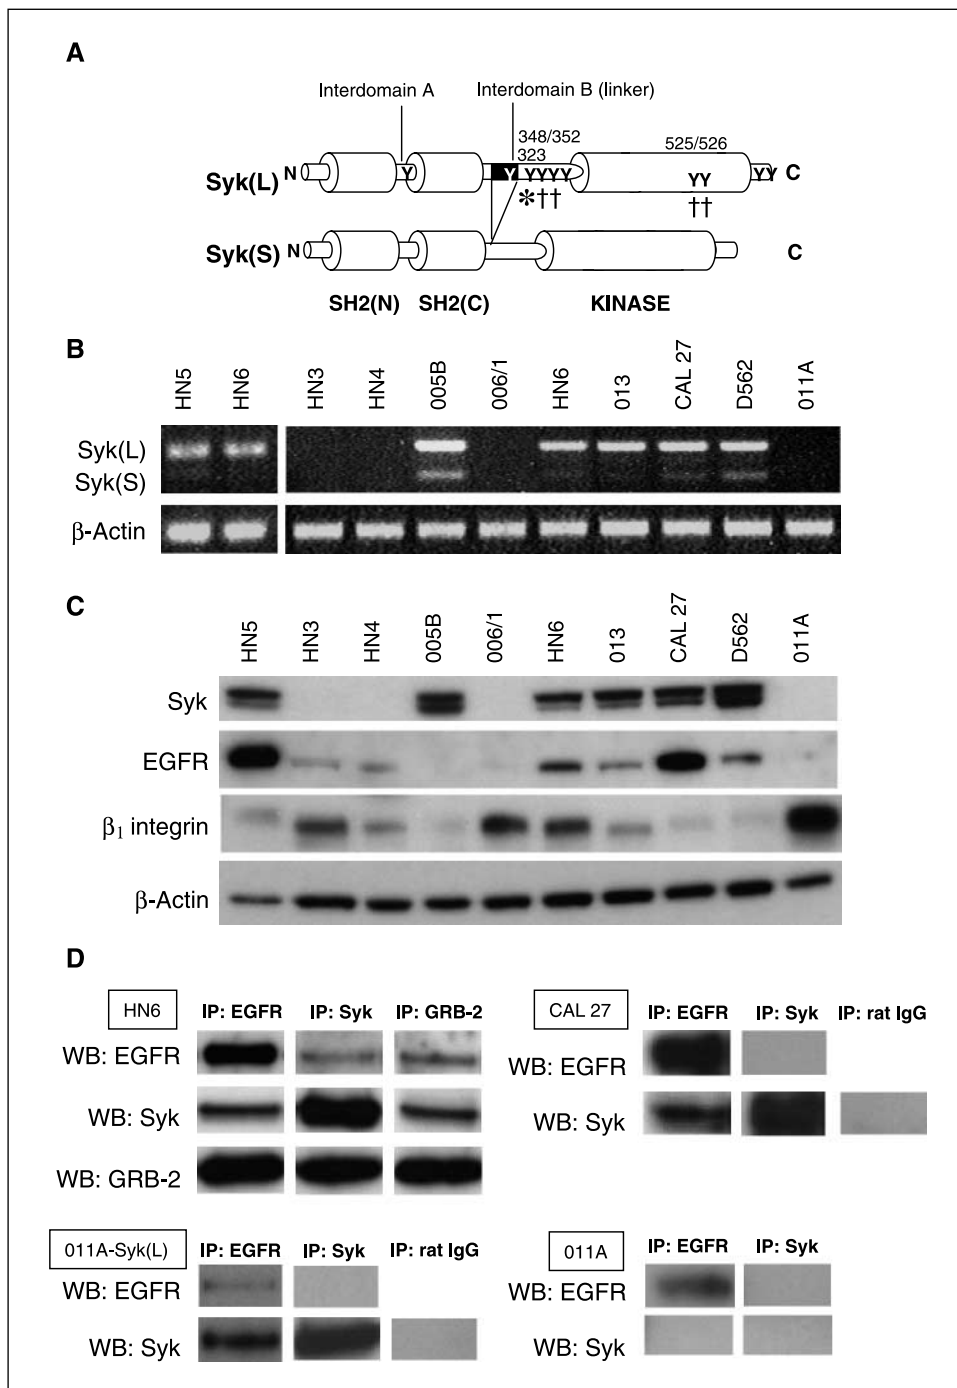 A
Interdomain A
Interdomain B (linker)
348/352
323
525/526
Syk(L) N Y Y YYYY YY YY C
*†† ††
Syk(S) N C
SH2(N) SH2(C) KINASE
B
HN5 HN6 HN3 HN4 005B 006/1 HN6 013 CAL 27 D562 011A
Syk(L)
Syk(S)
β-Actin
C
HN5 HN3 HN4 005B 006/1 HN6 013 CAL 27 D562 011A
Syk
EGFR
β₁ integrin
β-Actin
D
HN6 IP: EGFR IP: Syk IP: GRB-2
WB: EGFR
WB: Syk
WB: GRB-2
CAL 27 IP: EGFR IP: Syk IP: rat IgG
WB: EGFR
WB: Syk
011A-Syk(L) IP: EGFR IP: Syk IP: rat IgG
WB: EGFR
WB: Syk
011A IP: EGFR IP: Syk
WB: EGFR
WB: Syk